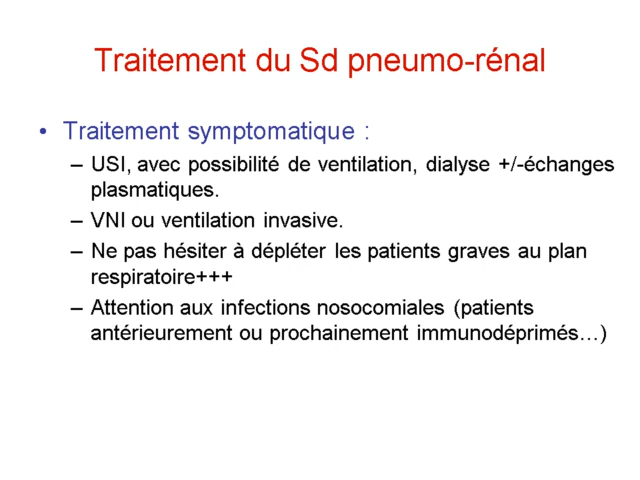 Traitement du Sd pneumo-rénal
• Traitement symptomatique :
– USI, avec possibilité de ventilation, dialyse +/-échanges
plasmatiques.
– VNI ou ventilation invasive.
– Ne pas hésiter à dépléter les patients graves au plan
respiratoire+++
– Attention aux infections nosocomiales (patients
antérieurement ou prochainement immunodéprimés…)